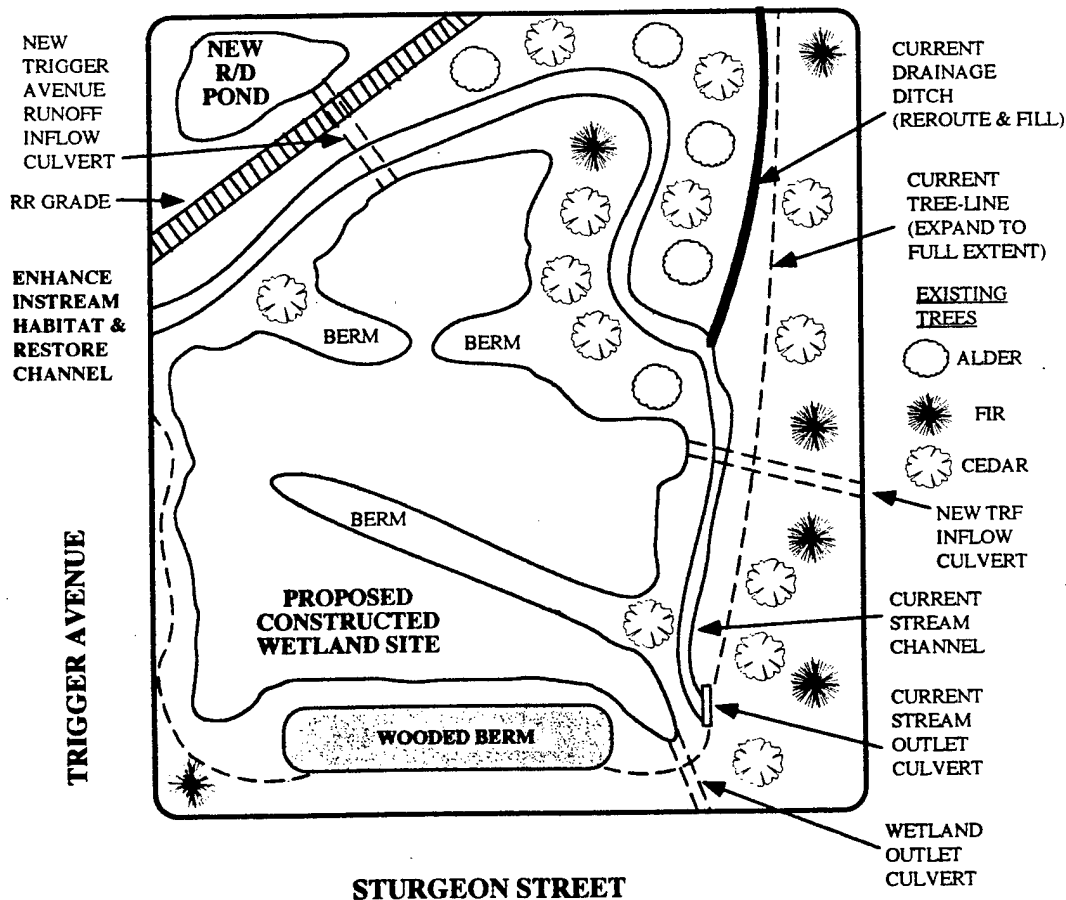 NEW
TRIGGER
AVENUE
RUNOFF
INFLOW
CULVERT
RR GRADE
ENHANCE
INSTREAM
HABITAT &
RESTORE
CHANNEL
TRIGGER AVENUE
NEW
R/D
POND
BERM
BERM
BERM
PROPOSED
CONSTRUCTED
WETLAND SITE
WOODED BERM
CURRENT
DRAINAGE
DITCH
(REROUTE & FILL)
CURRENT
TREE-LINE
(EXPAND TO
FULL EXTENT)
EXISTING
TREES
ALDER
FIR
CEDAR
NEW TRF
INFLOW
CULVERT
CURRENT
STREAM
CHANNEL
CURRENT
STREAM
OUTLET
CULVERT
WETLAND
OUTLET
CULVERT
STURGEON STREET